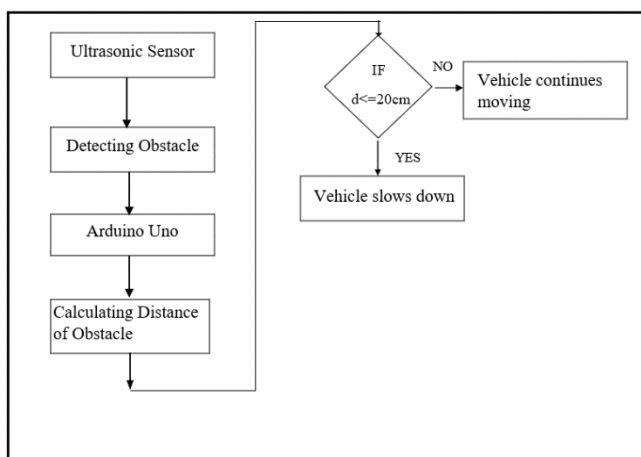 Ultrasonic Sensor
Detecting Obstacle
Arduino Uno
Calculating Distance
of Obstacle
IF
d<=20cm
NO
Vehicle continues
moving
YES
Vehicle slows down